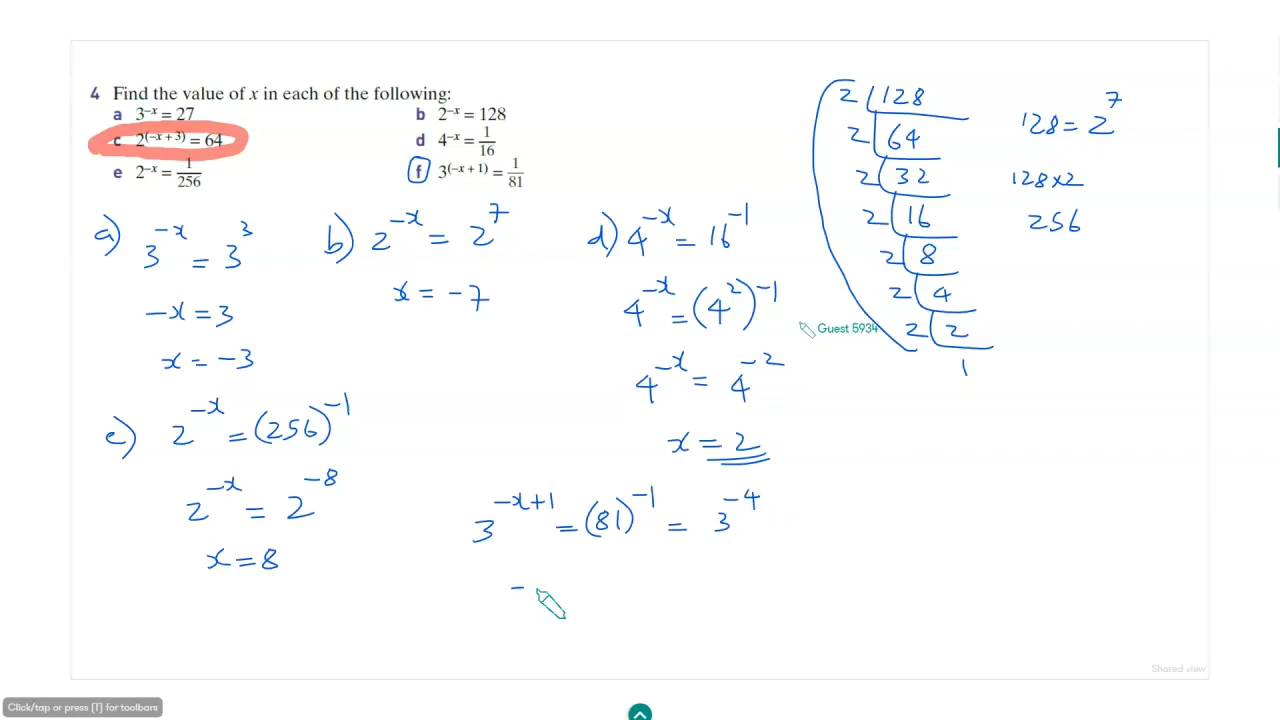 4 Find the value of x in each of the following:
a 3^{-x} = 27
b 2^{-x} = 128
c 2^{(-x + 3)} = 64
d 4^{-x} = 1/16
e 2^{-x} = 1/256
f 3^{(-x + 1)} = 1/81
a) 3^{-x} = 3^3
-x = 3
x = -3
b) 2^{-x} = 2^7
x = -7
d) 4^{-x} = 16^{-1}
4^{-x} = (4^2)^{-1}
4^{-x} = 4^{-2}
x = 2
e) 2^{-x} = (256)^{-1}
2^{-x} = 2^{-8}
x = 8
3^{-x+1} = (81)^{-1} = 3^{-4}
-
2 128
2 64
2 32
2 16
2 8
2 4
2 2
1
128 = 2^7
128×2
256
Guest 5934
Shared view
Click/tap or press [T] for toolbars